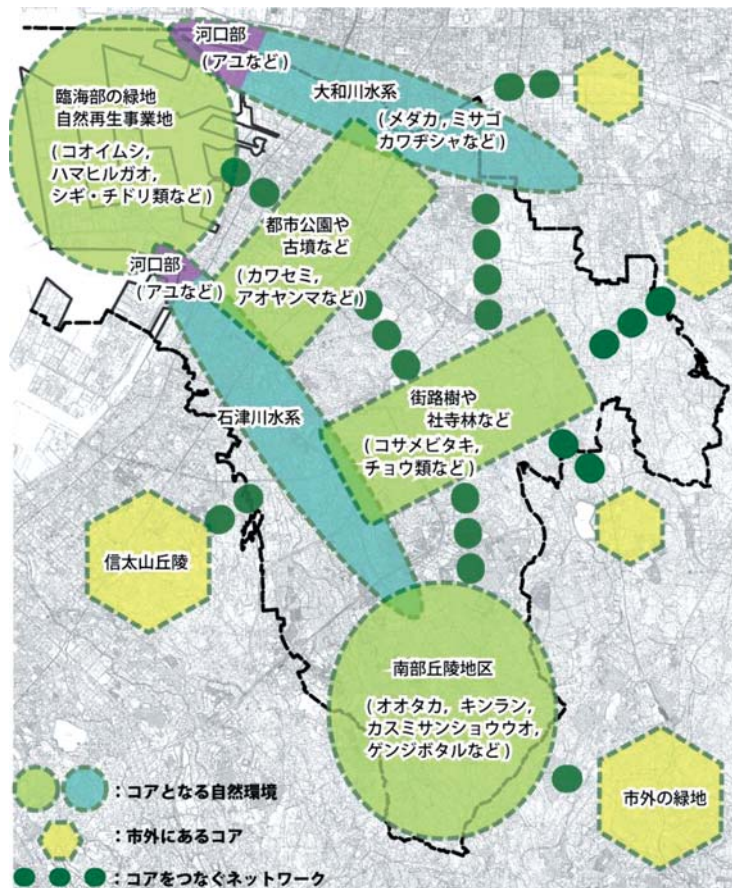 河口部
(アユなど)
臨海部の緑地
自然再生事業地
(コオイムシ,
ハマヒルガオ,
シギ・チドリ類など)
大和川水系
(メダカ,ミサゴ
カワヂシャなど)
都市公園や
古墳など
(カワセミ,
アオヤンマなど)
河口部
(アユなど)
石津川水系
街路樹や
社寺林など
(コサメビタキ,
チョウ類など)
信太山丘陵
南部丘陵地区
(オオタカ,キンラン,
カスミサンショウウオ,
ゲンジボタルなど)
市外の緑地
:コアとなる自然環境
:市外にあるコア
:コアをつなぐネットワーク